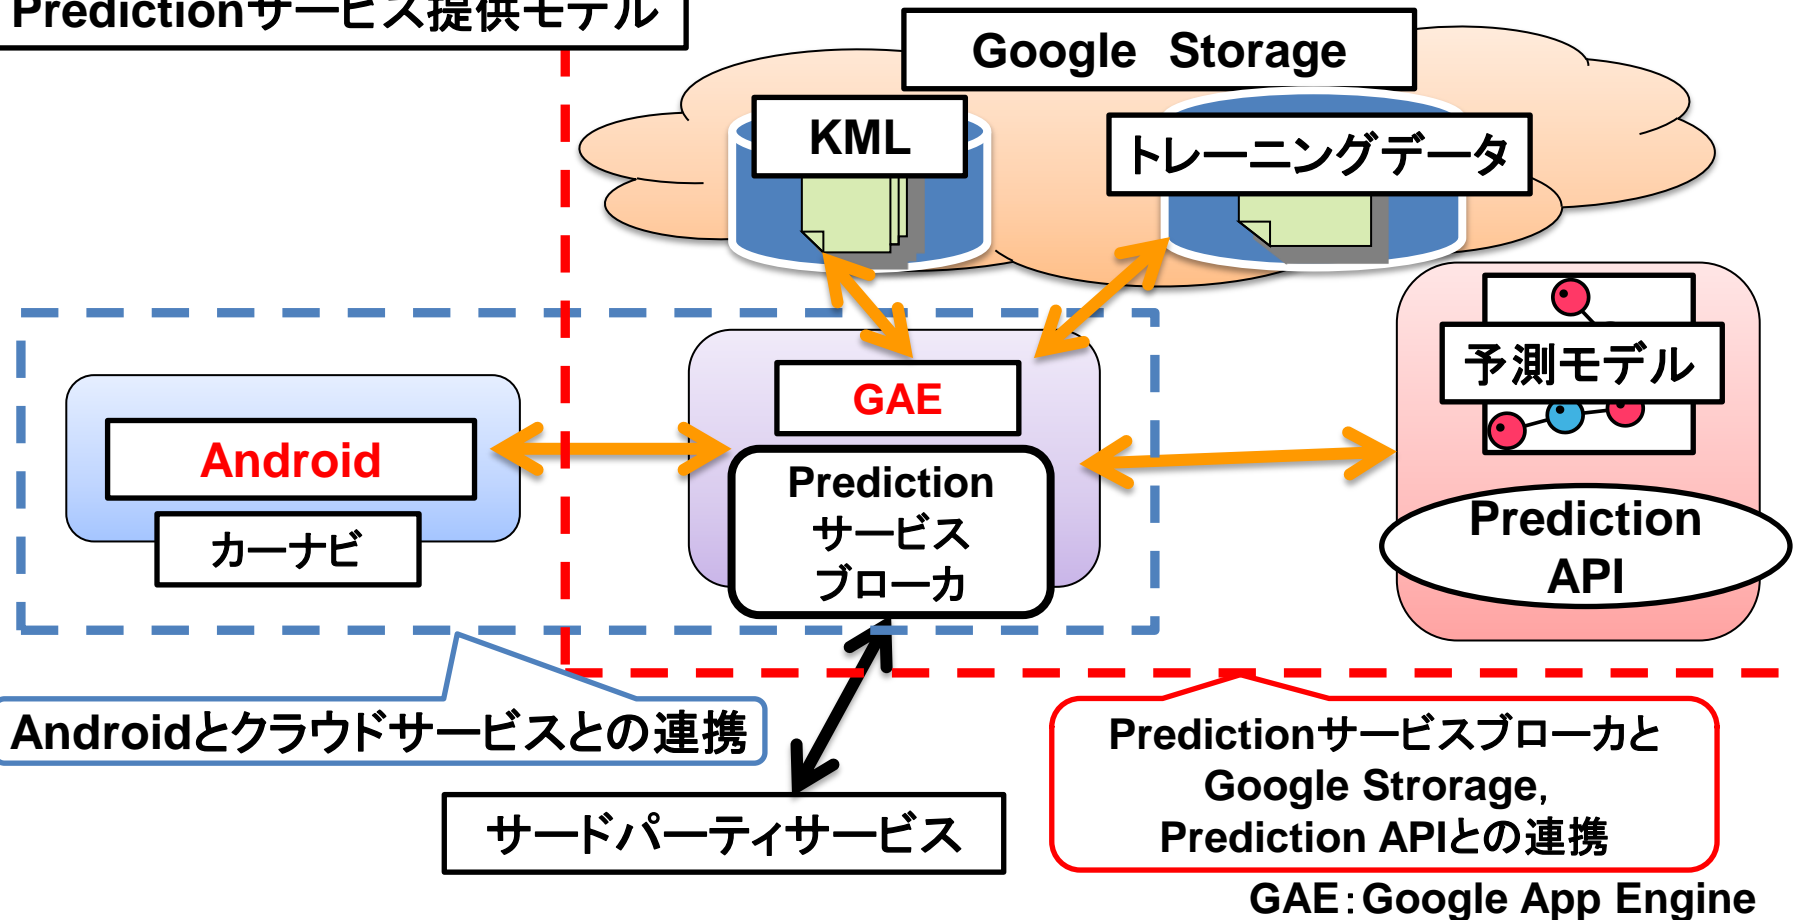 Predictionサービス提供モデル
Google Storage
KML
トレーニングデータ
予測モデル
GAE
Android
Prediction
サービス
ブローカ
カーナビ
Prediction
API
Androidとクラウドサービスとの連携
Predictionサービスブローカと
Google Strorage,
Prediction APIとの連携
サードパーティサービス
GAE:Google App Engine